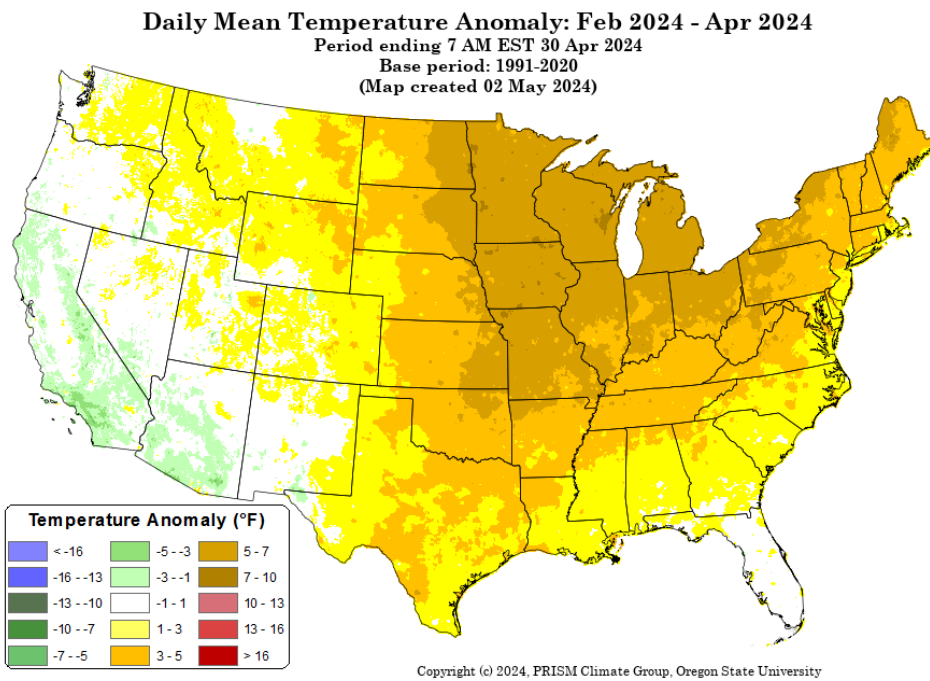 Daily Mean Temperature Anomaly: Feb 2024 - Apr 2024
Period ending 7 AM EST 30 Apr 2024
Base period: 1991-2020
(Map created 02 May 2024)
Temperature Anomaly (°F)
< -16
-16 --13
-13 --10
-10 --7
-7 --5
-5 --3
-3 --1
-1 - 1
1 - 3
3 - 5
5 - 7
7 - 10
10 - 13
13 - 16
> 16
Copyright (c) 2024, PRISM Climate Group, Oregon State University